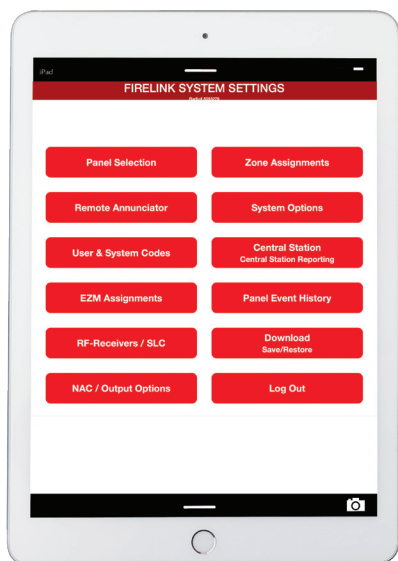 iPad
FIRELINK SYSTEM SETTINGS
Panel Selection
Zone Assignments
Remote Annunciator
System Options
User & System Codes
Central Station
Central Station Reporting
EZM Assignments
Panel Event History
RF-Receivers / SLC
Download
Save/Restore
NAC / Output Options
Log Out